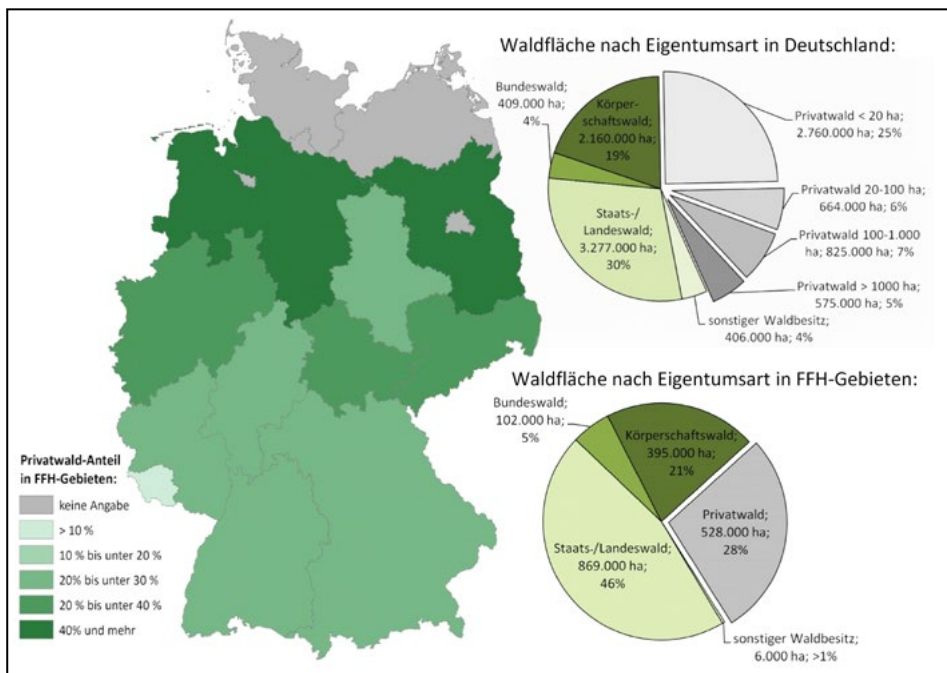 Waldfläche nach Eigentumsart in Deutschland:
Bundeswald;
409.000 ha;
4%
Körper-
schaftswald;
2.160.000 ha;
19%
Privatwald < 20 ha;
2.760.000 ha; 25%
Privatwald 20-100 ha;
664.000 ha; 6%
Privatwald 100-1.000
ha; 825.000 ha; 7%
Privatwald > 1000 ha;
575.000 ha; 5%
Staats-/
Landeswald;
3.277.000 ha;
30%
sonstiger Waldbesitz;
406.000 ha; 4%
Waldfläche nach Eigentumsart in FFH-Gebieten:
Bundeswald;
102.000 ha;
5%
Körperschaftswald;
395.000 ha;
21%
Privatwald;
528.000 ha;
28%
Staats-/Landeswald;
869.000 ha;
46%
sonstiger Waldbesitz;
6.000 ha; >1%
Privatwald-Anteil
in FFH-Gebieten:
keine Angabe
> 10 %
10 % bis unter 20 %
20% bis unter 30 %
20 % bis unter 40 %
40% und mehr